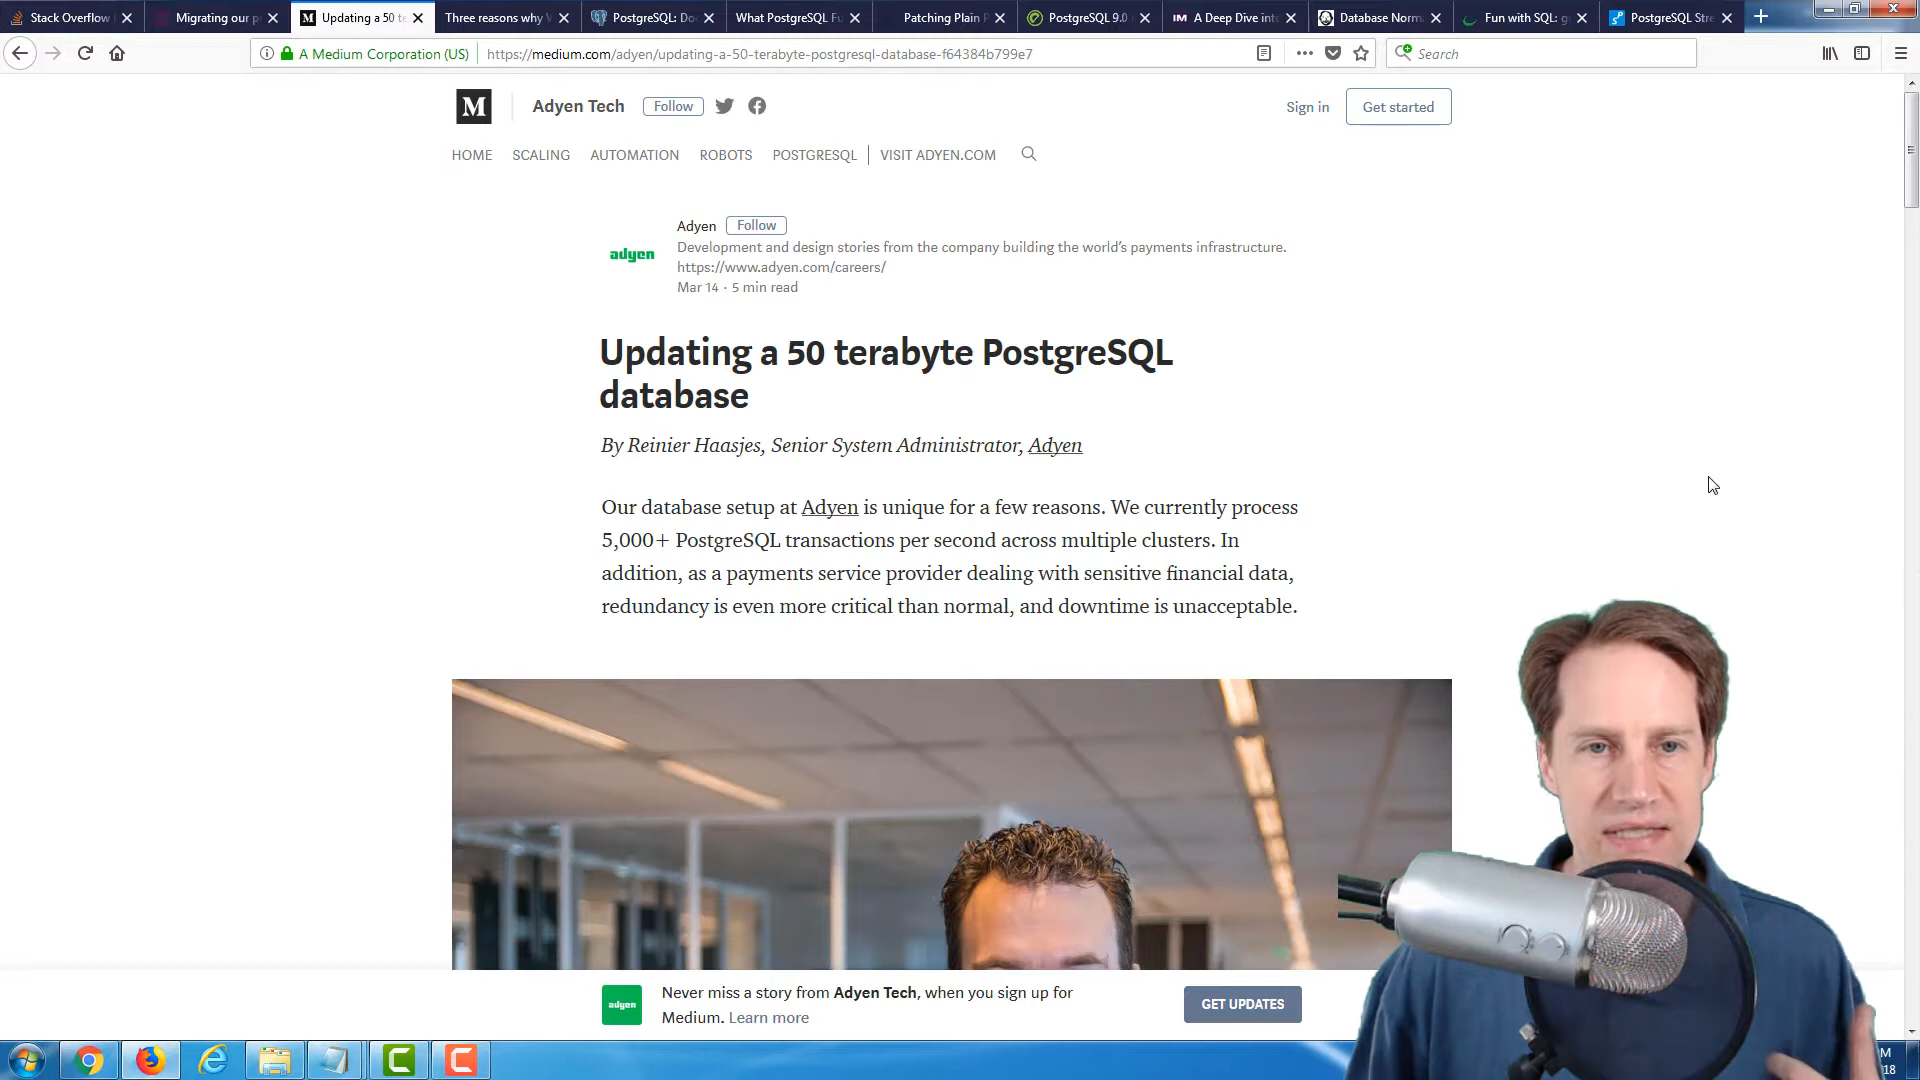 Stack Overflow
Migrating our p
Updating a 50 te
Three reasons why V
PostgreSQL: Do
What PostgreSQL Fu
Patching Plain P
PostgreSQL 9.0
IM
A Deep Dive into
Database Norm
Fun with SQL: g
PostgreSQL Stre
A Medium Corporation (US)
https://medium.com/adyen/updating-a-50-terabyte-postgresql-database-f64384b799e7
Search
M
Adyen Tech
Follow
Sign in
Get started
HOME
SCALING
AUTOMATION
ROBOTS
POSTGRESQL
VISIT ADYEN.COM
adyen
Adyen
Follow
Development and design stories from the company building the world's payments infrastructure.
https://www.adyen.com/careers/
Mar 14 · 5 min read
Updating a 50 terabyte PostgreSQL
database
By Reinier Haasjes, Senior System Administrator, Adyen
Our database setup at Adyen is unique for a few reasons. We currently process
5,000+ PostgreSQL transactions per second across multiple clusters. In
addition, as a payments service provider dealing with sensitive financial data,
redundancy is even more critical than normal, and downtime is unacceptable.
adyen
Never miss a story from Adyen Tech, when you sign up for
Medium. Learn more
GET UPDATES
M
18